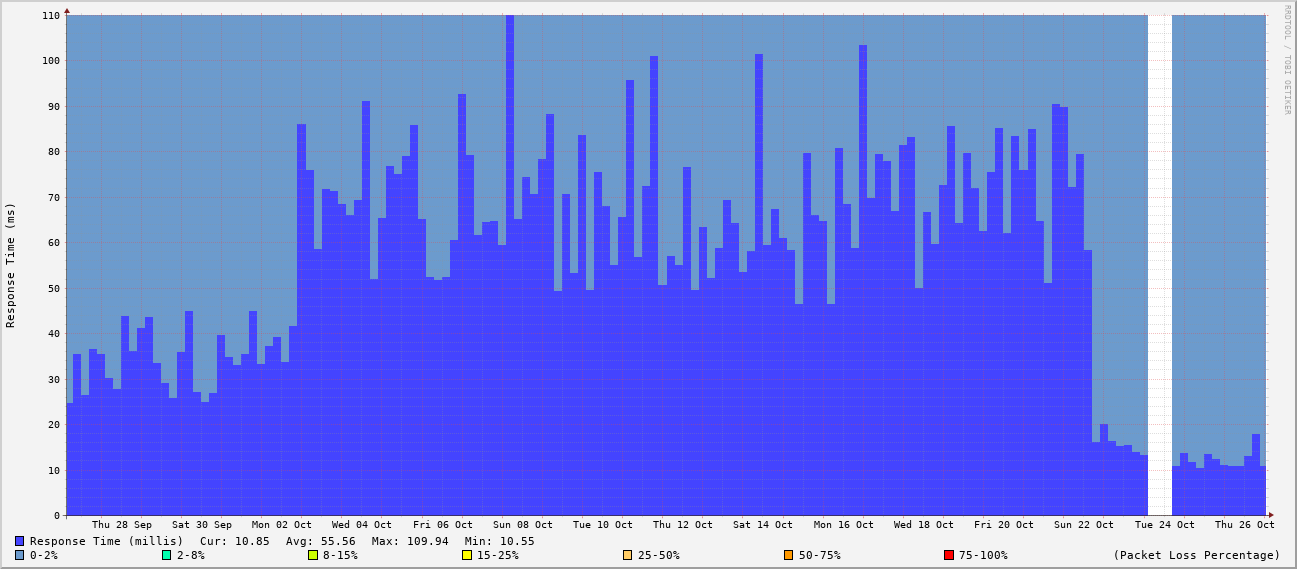 110
100
90
80
70
60
50
40
30
20
10
0
Response Time (ms)
RRDTOOL / TOBI OETIKER
Thu 28 Sep Sat 30 Sep Mon 02 Oct Wed 04 Oct Fri 06 Oct Sun 08 Oct Tue 10 Oct Thu 12 Oct Sat 14 Oct Mon 16 Oct Wed 18 Oct Fri 20 Oct Sun 22 Oct Tue 24 Oct Thu 26 Oct
Response Time (millis) Cur: 10.85 Avg: 55.56 Max: 109.94 Min: 10.55
0-2% 2-8% 8-15% 15-25% 25-50% 50-75% 75-100% (Packet Loss Percentage)